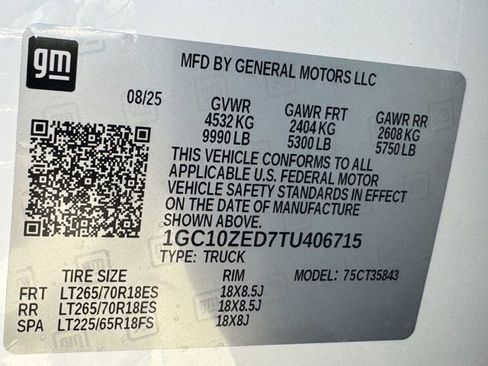 gm
MFD BY GENERAL MOTORS LLC
08/25
GVWR GAWR FRT GAWR RR
4532 KG 2404 KG 2608 KG
9990 LB 5300 LB 5750 LB
THIS VEHICLE CONFORMS TO ALL
APPLICABLE U.S. FEDERAL MOTOR
VEHICLE SAFETY STANDARDS IN EFFECT
ON THE DATE OF MANUFACTURE
SHOWN ABOVE.
1GC10ZED7TU406715
TYPE: TRUCK
TIRE SIZE RIM MODEL: 75CT35843
FRT LT265/70R18ES 18X8.5J
RR LT265/70R18ES 18X8.5J
SPA LT225/65R18FS 18X8J